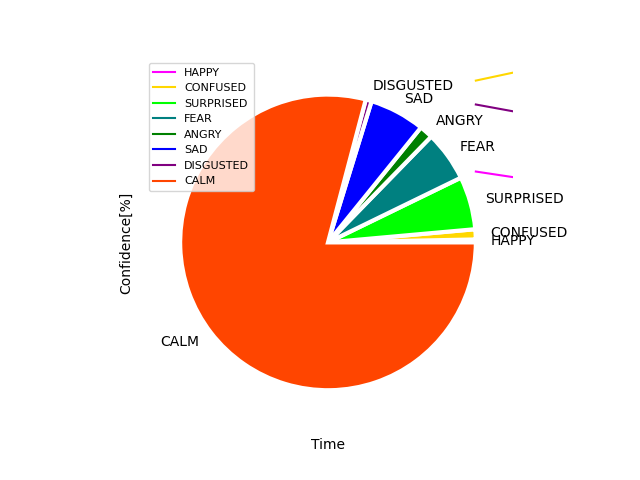 HAPPY
CONFUSED
SURPRISED
FEAR
ANGRY
SAD
DISGUSTED
CALM
DISGUSTED
SAD
ANGRY
FEAR
SURPRISED
CONFUSED
HAPPY
CALM
Confidence[%]
Time